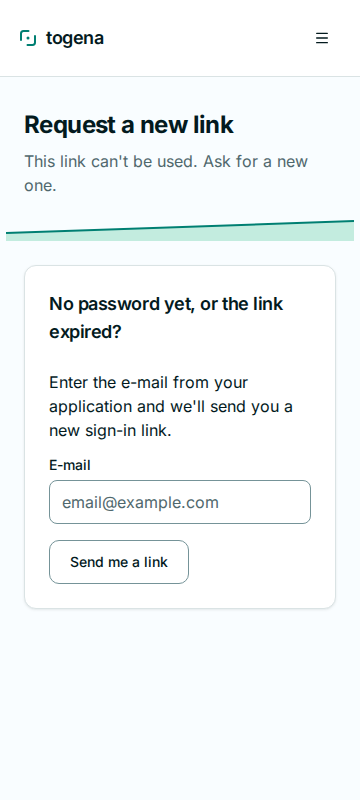 togena
Request a new link
This link can't be used. Ask for a new
one.
No password yet, or the link
expired?
Enter the e-mail from your
application and we'll send you a
new sign-in link.
E-mail
email@example.com
Send me a link